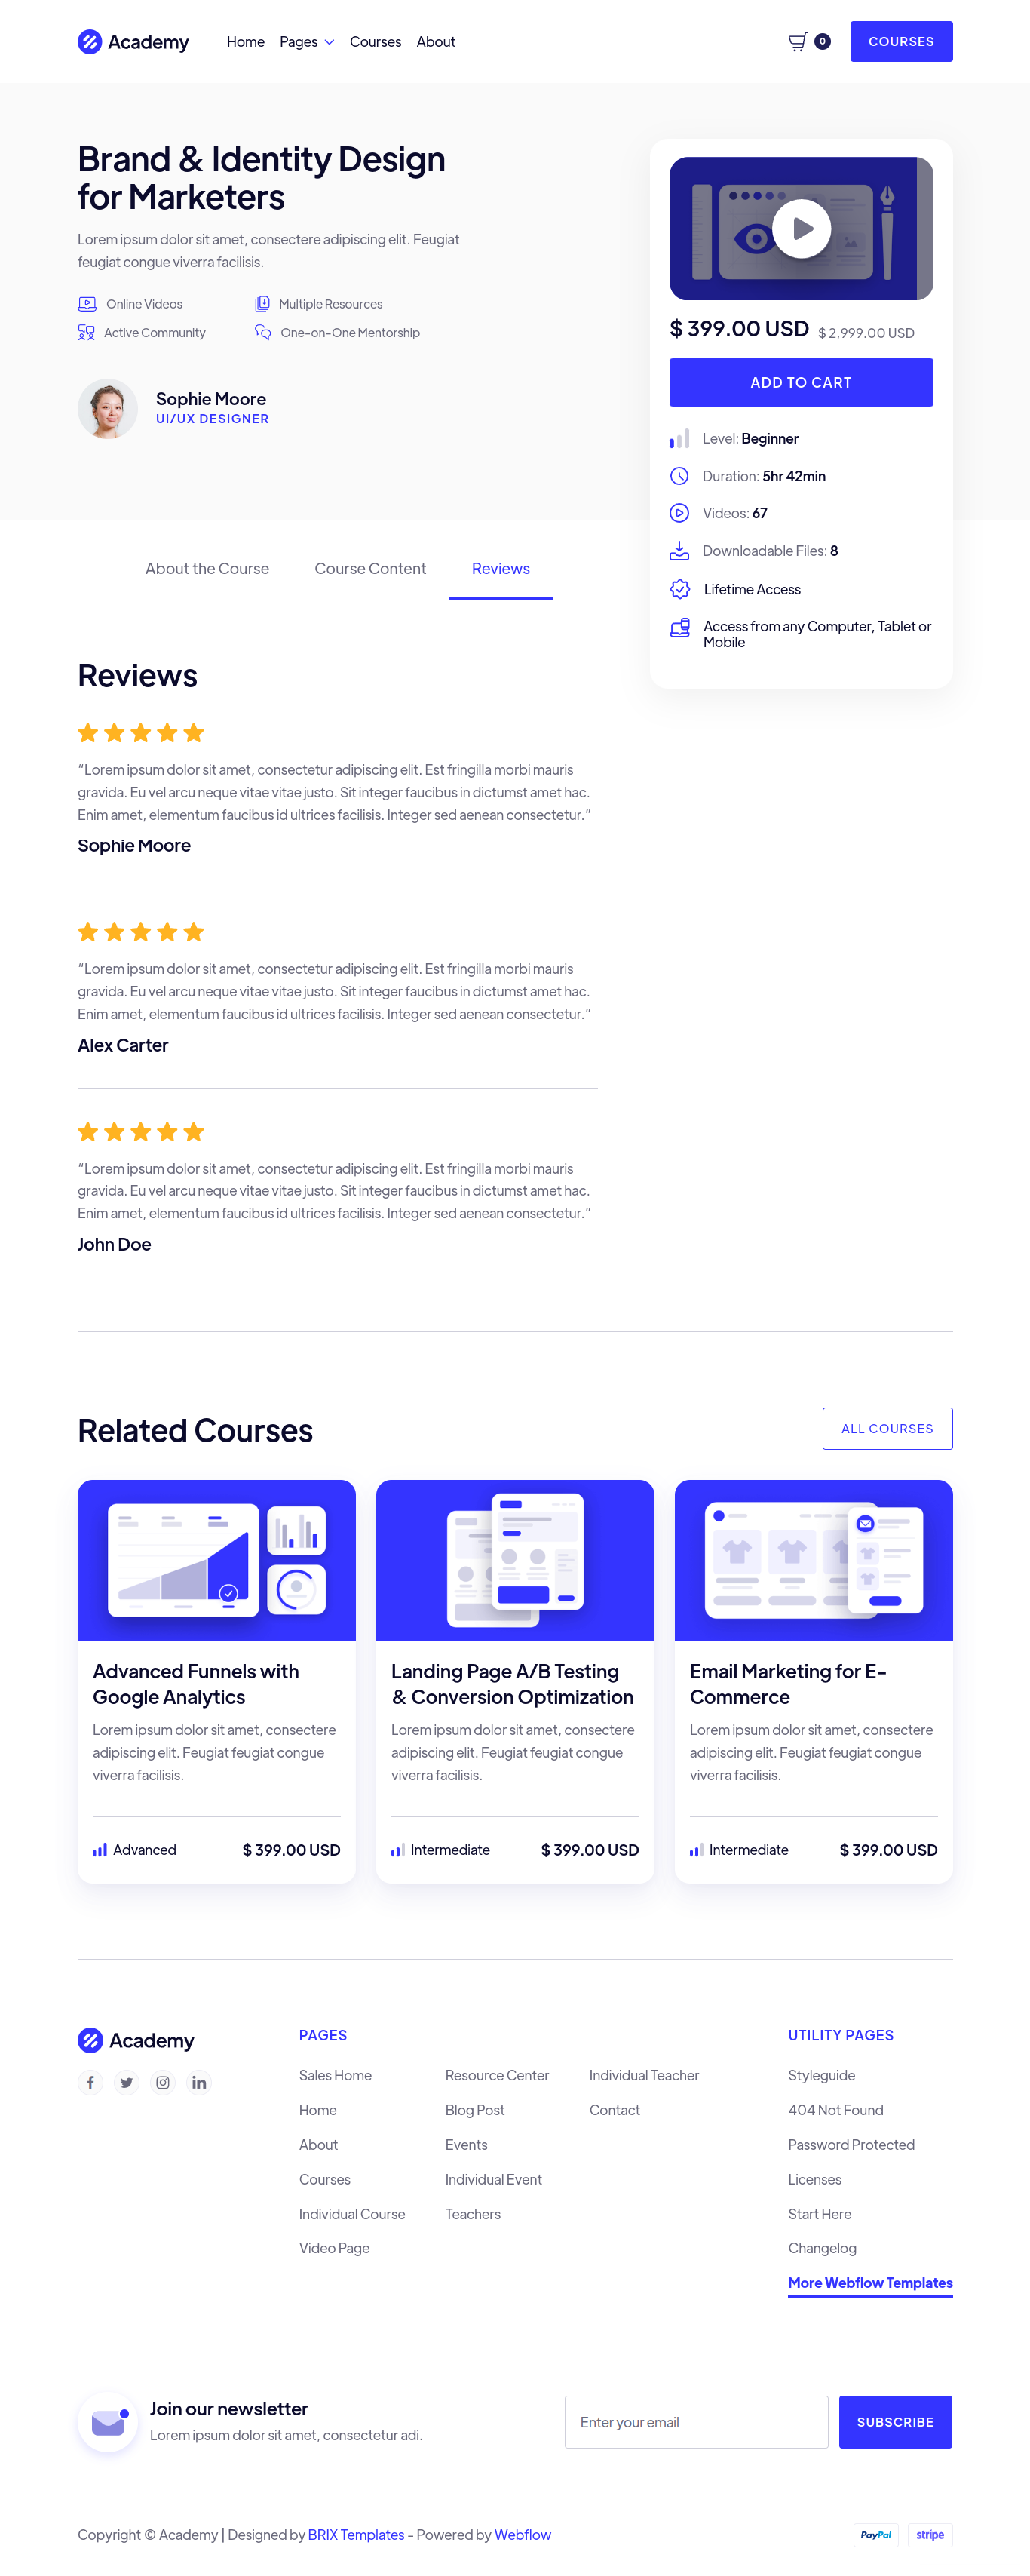 Academy
Home
Pages
Courses
About
0
COURSES
Brand & Identity Design
for Marketers
Lorem ipsum dolor sit amet, consectere adipiscing elit. Feugiat
feugiat congue viverra facilisis.
Online Videos
Multiple Resources
Active Community
One-on-One Mentorship
Sophie Moore
UI/UX DESIGNER
$ 399.00 USD
$ 2,999.00 USD
ADD TO CART
Level: Beginner
Duration: 5hr 42min
Videos: 67
Downloadable Files: 8
Lifetime Access
Access from any Computer, Tablet or
Mobile
About the Course
Course Content
Reviews
Reviews
“Lorem ipsum dolor sit amet, consectetur adipiscing elit. Est fringilla morbi mauris
gravida. Eu vel arcu neque vitae vitae justo. Sit integer faucibus in dictumst amet hac.
Enim amet, elementum faucibus id ultrices facilisis. Integer sed aenean consectetur.”
Sophie Moore
“Lorem ipsum dolor sit amet, consectetur adipiscing elit. Est fringilla morbi mauris
gravida. Eu vel arcu neque vitae vitae justo. Sit integer faucibus in dictumst amet hac.
Enim amet, elementum faucibus id ultrices facilisis. Integer sed aenean consectetur.”
Alex Carter
“Lorem ipsum dolor sit amet, consectetur adipiscing elit. Est fringilla morbi mauris
gravida. Eu vel arcu neque vitae vitae justo. Sit integer faucibus in dictumst amet hac.
Enim amet, elementum faucibus id ultrices facilisis. Integer sed aenean consectetur.”
John Doe
Related Courses
ALL COURSES
Advanced Funnels with
Google Analytics
Lorem ipsum dolor sit amet, consectere
adipiscing elit. Feugiat feugiat congue
viverra facilisis.
Advanced
$ 399.00 USD
Landing Page A/B Testing
& Conversion Optimization
Lorem ipsum dolor sit amet, consectere
adipiscing elit. Feugiat feugiat congue
viverra facilisis.
Intermediate
$ 399.00 USD
Email Marketing for E-
Commerce
Lorem ipsum dolor sit amet, consectere
adipiscing elit. Feugiat feugiat congue
viverra facilisis.
Intermediate
$ 399.00 USD
Academy
PAGES
Sales Home
Home
About
Courses
Individual Course
Video Page
Resource Center
Blog Post
Events
Individual Event
Teachers
Individual Teacher
Contact
UTILITY PAGES
Styleguide
404 Not Found
Password Protected
Licenses
Start Here
Changelog
More Webflow Templates
Join our newsletter
Lorem ipsum dolor sit amet, consectetur adi.
Enter your email
SUBSCRIBE
Copyright © Academy | Designed by BRIX Templates - Powered by Webflow
PayPal
stripe